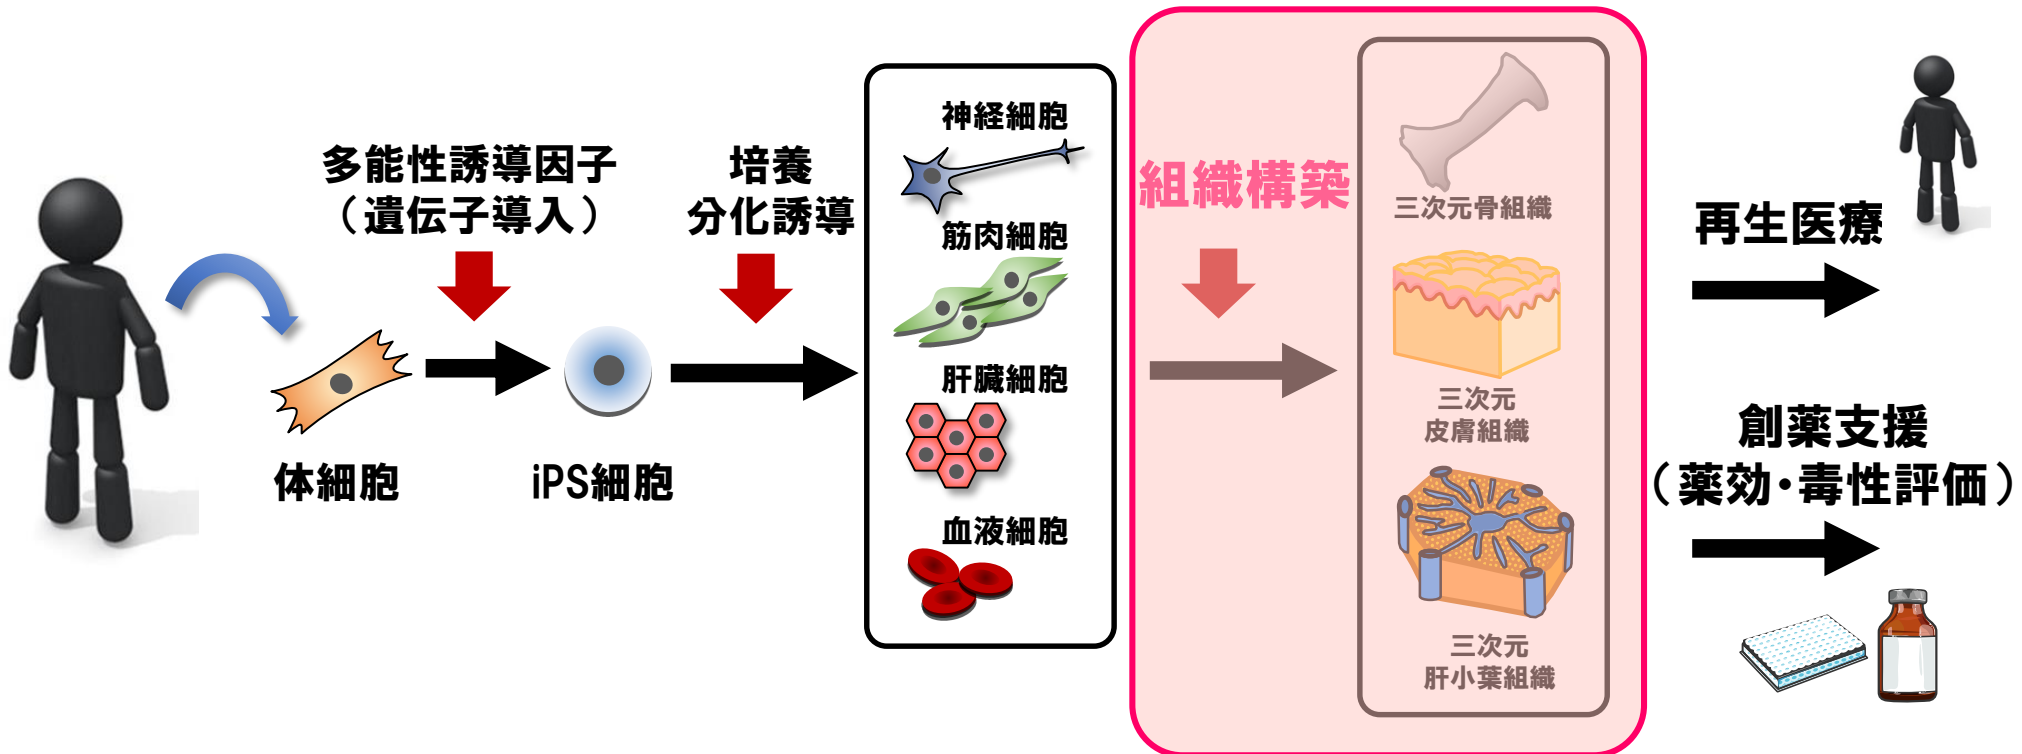 多能性誘導因子
（遺伝子導入）
体細胞
iPS細胞
培養
分化誘導
神経細胞
筋肉細胞
肝臓細胞
血液細胞
組織構築
三次元骨組織
三次元
皮膚組織
三次元
肝小葉組織
再生医療
創薬支援
（薬効・毒性評価）